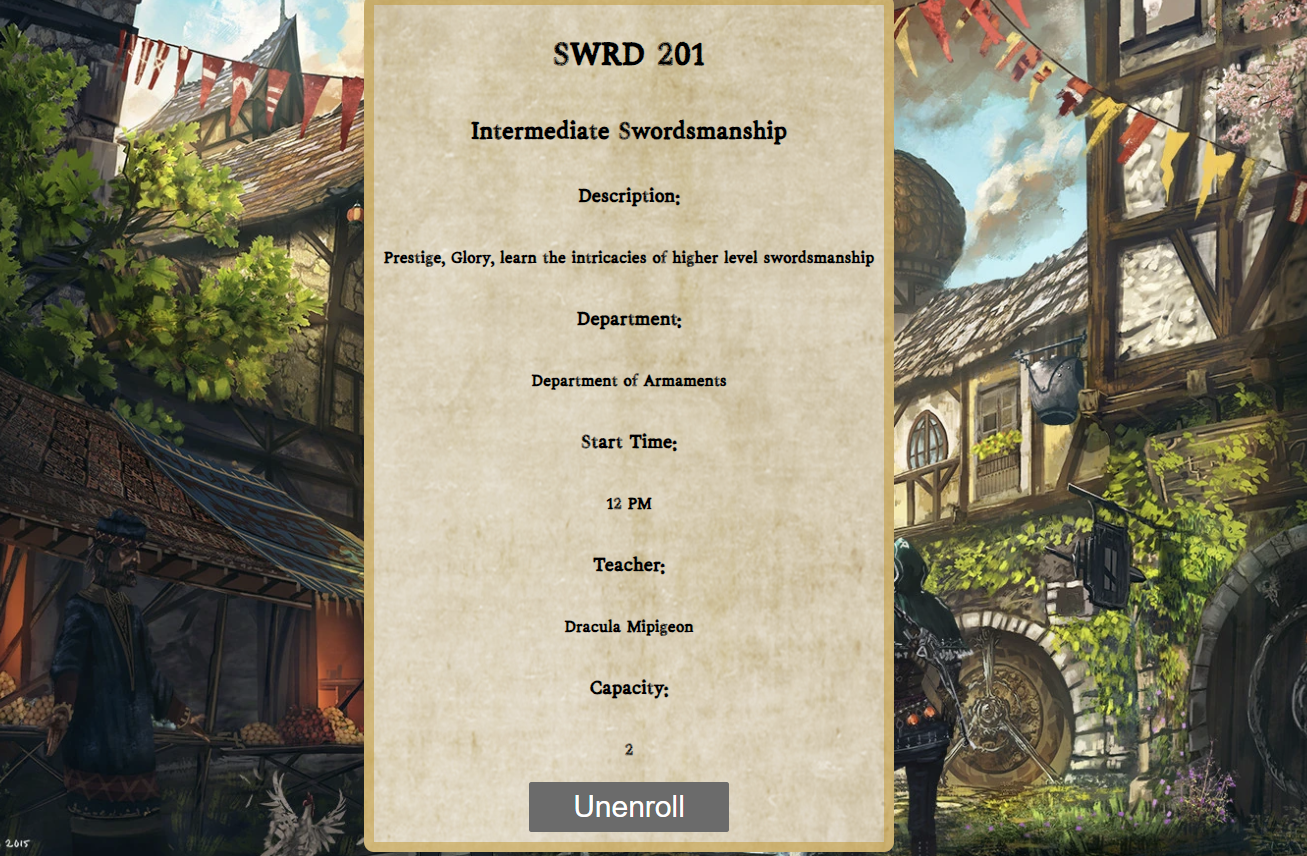 SWRD 201
Intermediate Swordsmanship
Description:
Prestige, Glory, learn the intricacies of higher level swordsmanship
Department:
Department of Armaments
Start Time:
12 PM
Teacher:
Dracula Mipigeon
Capacity:
2
Unenroll
2015